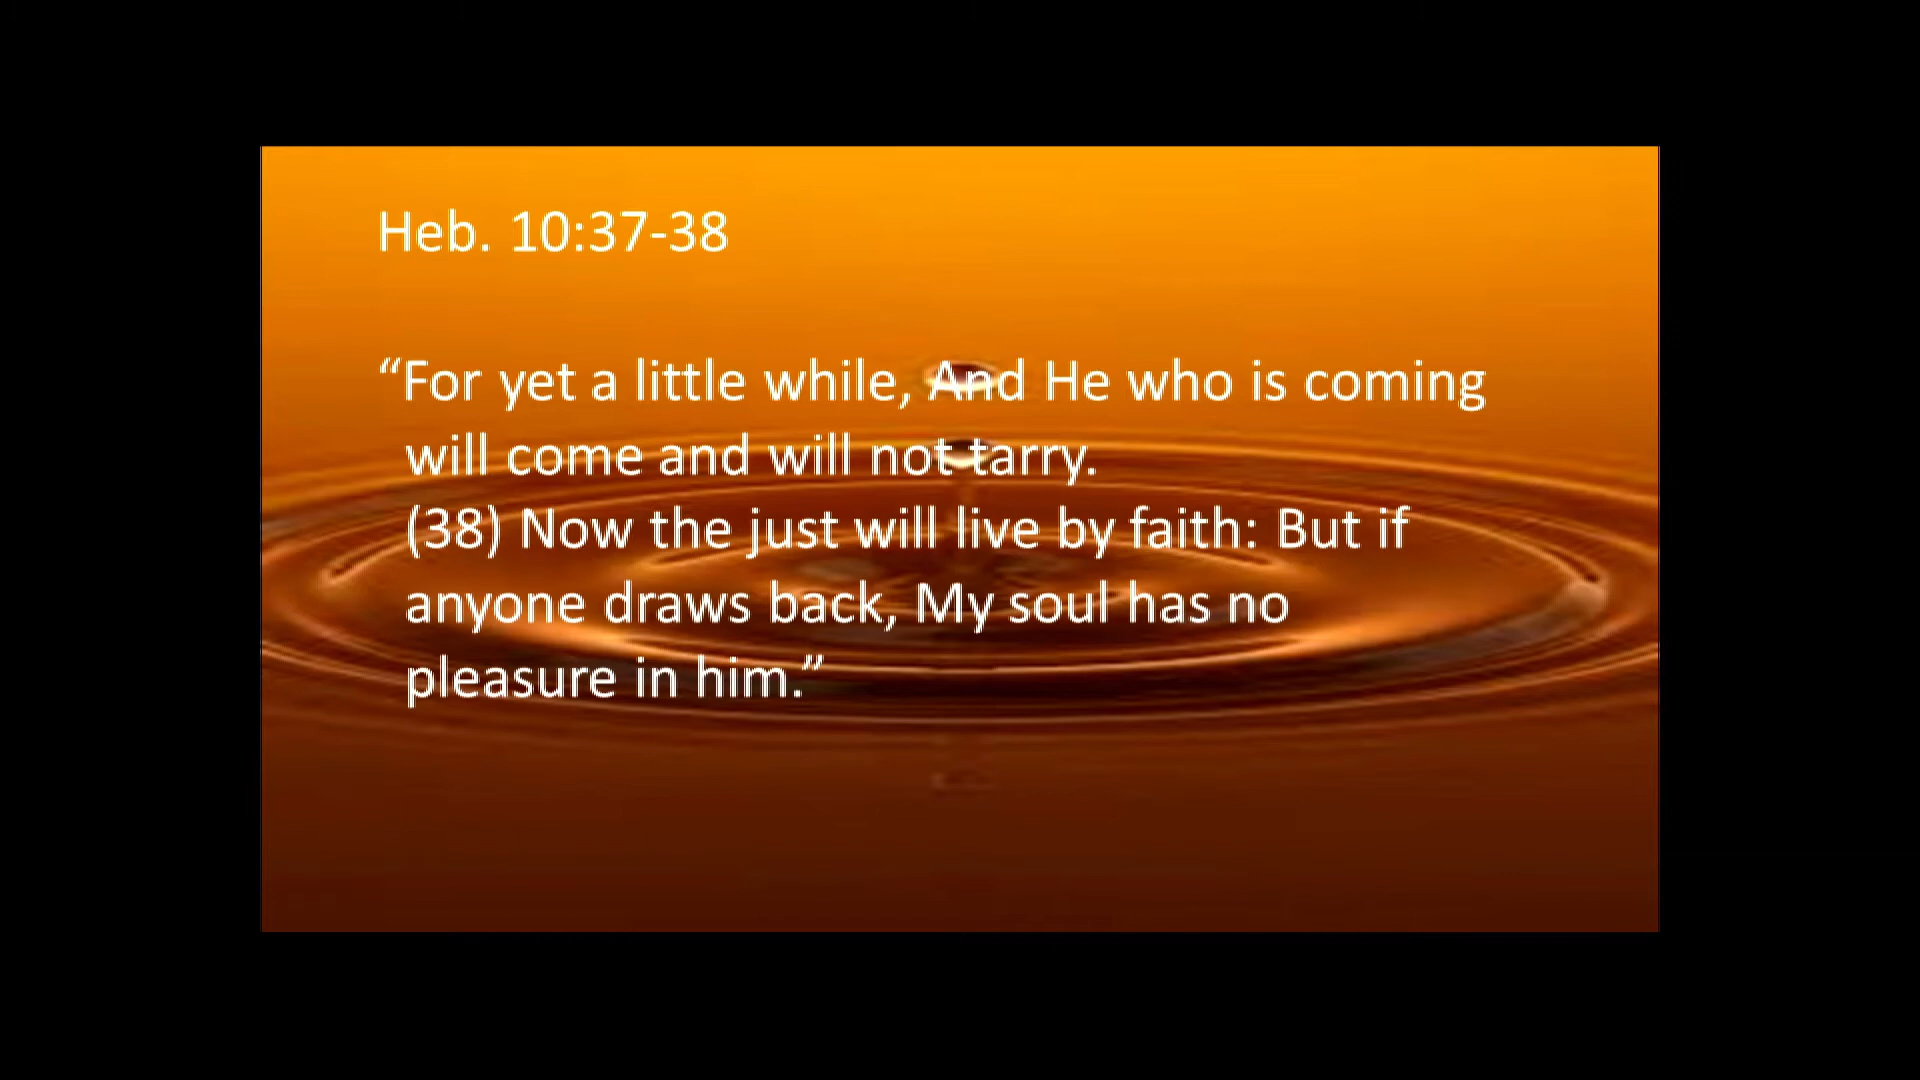 Heb. 10:37-38
“For yet a little while, And He who is coming
will come and will not tarry.
(38) Now the just will live by faith: But if
anyone draws back, My soul has no
pleasure in him.”